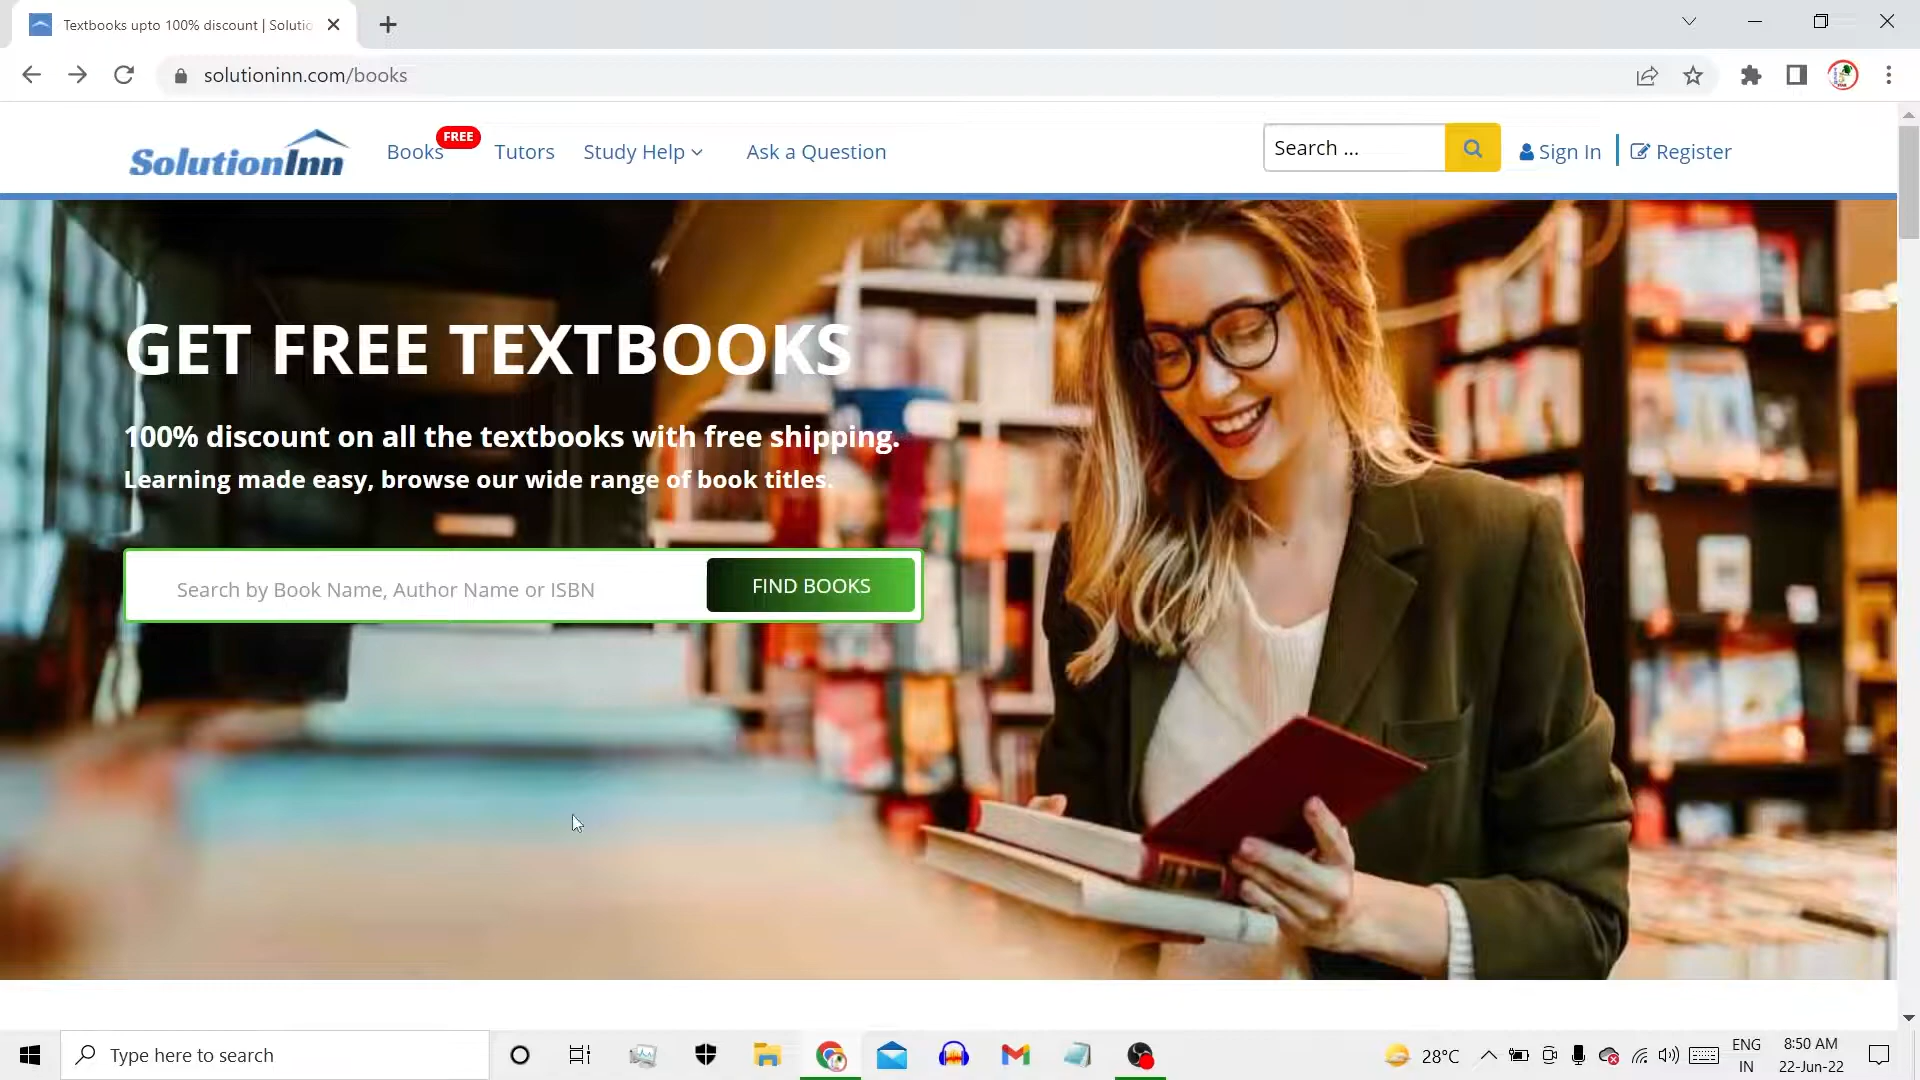 Textbooks upto 100% discount | Solutio
solutioninn.com/books
SolutionInn
Books
FREE
Tutors
Study Help
Ask a Question
Search ...
Sign In
Register
GET FREE TEXTBOOKS
100% discount on all the textbooks with free shipping.
Learning made easy, browse our wide range of book titles.
Search by Book Name, Author Name or ISBN
FIND BOOKS
Type here to search
28°C
ENG
IN
8:50 AM
22-Jun-22